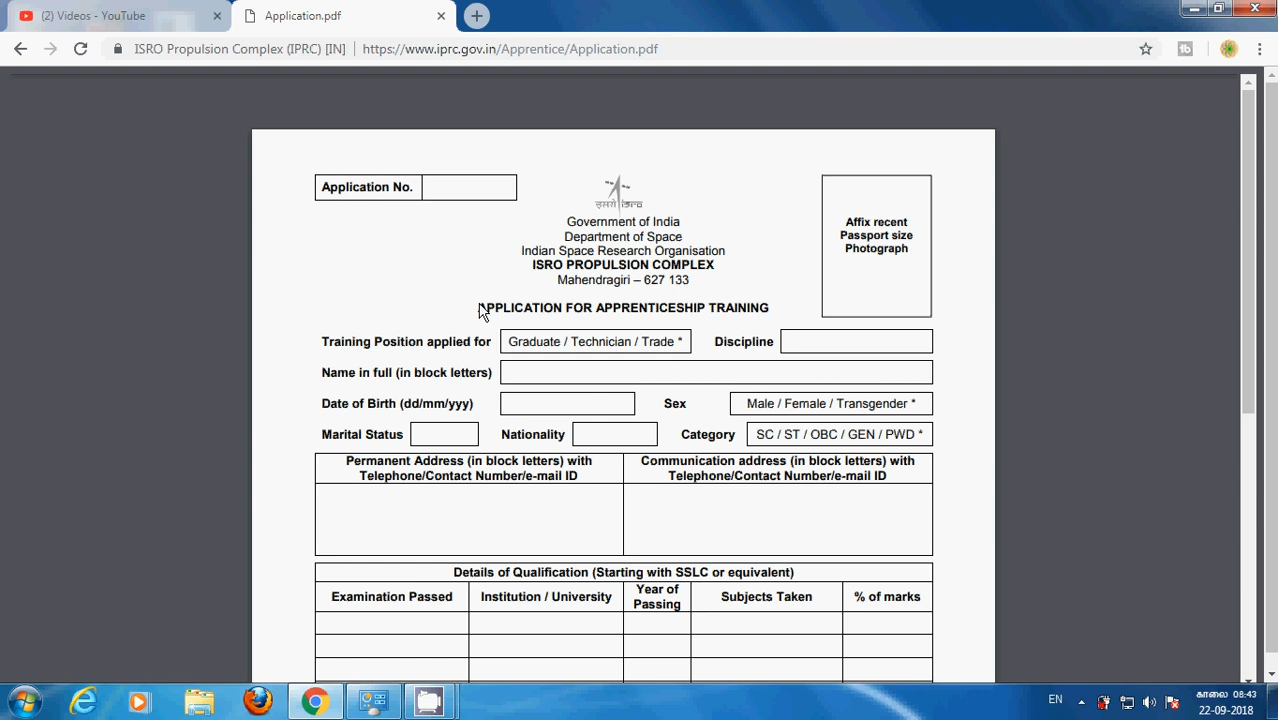 (2) Videos - YouTube
Application.pdf
ISRO Propulsion Complex (IPRC) [IN]
https://www.iprc.gov.in/Apprentice/Application.pdf
Application No.
इसरो isro
Government of India
Department of Space
Indian Space Research Organisation
ISRO PROPULSION COMPLEX
Mahendragiri – 627 133
Affix recent
Passport size
Photograph
APPLICATION FOR APPRENTICESHIP TRAINING
Training Position applied for
Graduate / Technician / Trade *
Discipline
Name in full (in block letters)
Date of Birth (dd/mm/yyy)
Sex
Male / Female / Transgender *
Marital Status
Nationality
Category
SC / ST / OBC / GEN / PWD *
Permanent Address (in block letters) with
Telephone/Contact Number/e-mail ID
Communication address (in block letters) with
Telephone/Contact Number/e-mail ID
Details of Qualification (Starting with SSLC or equivalent)
Examination Passed
Institution / University
Year of
Passing
Subjects Taken
% of marks
EN
காலை 08:43
22-09-2018